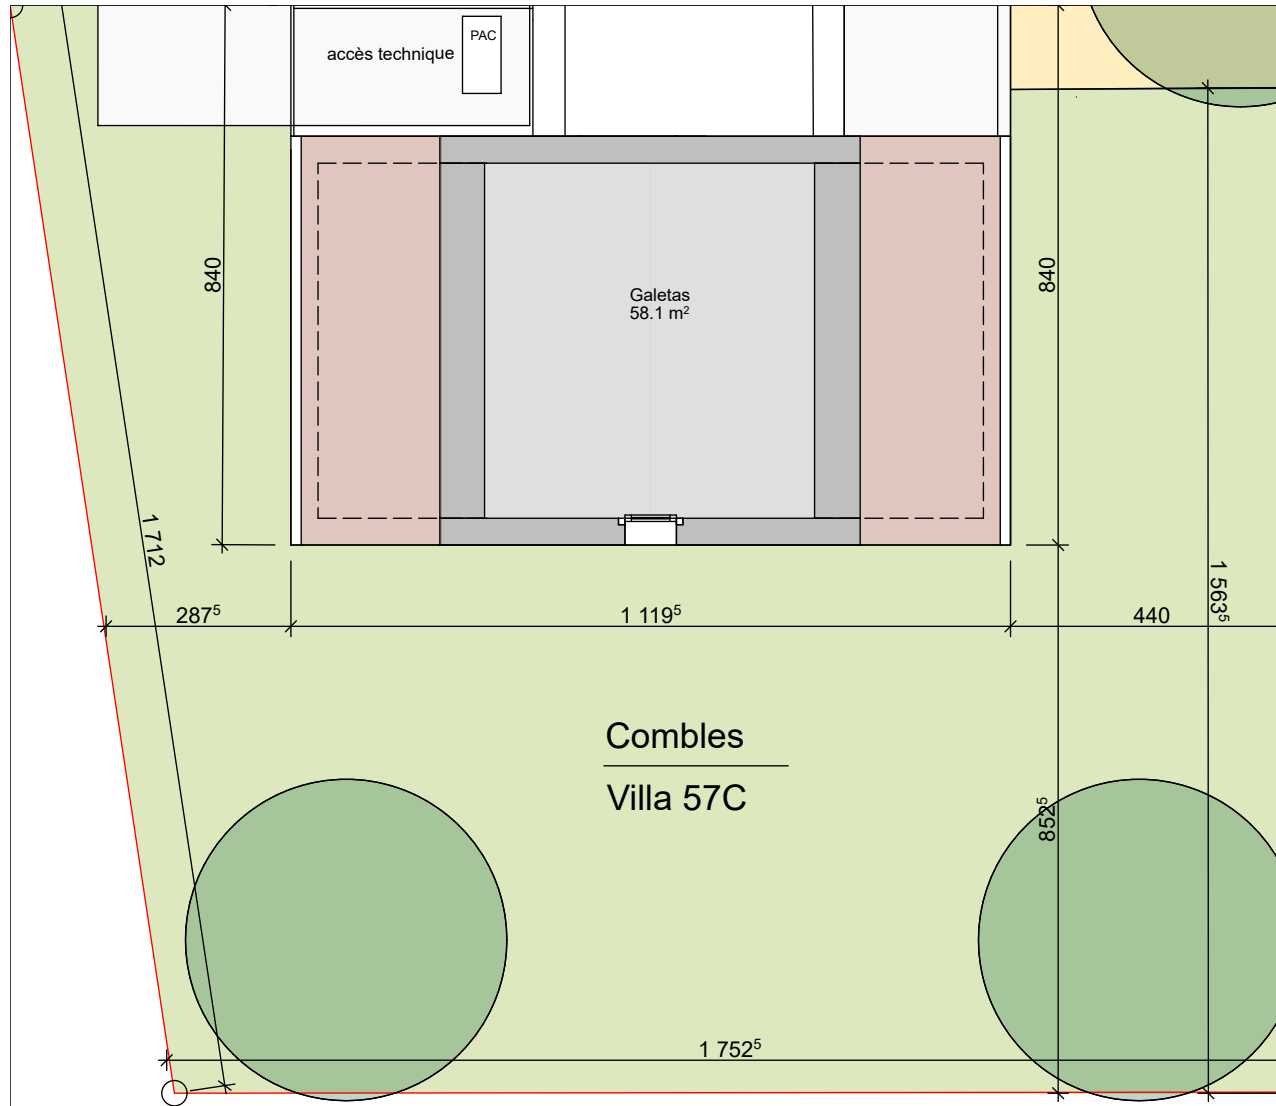 PAC
accès technique
840
840
Galetas
58.1 m²
1 712
1 563⁵
287⁵
1 119⁵
440
Combles
Villa 57C
852⁵
1 752⁵